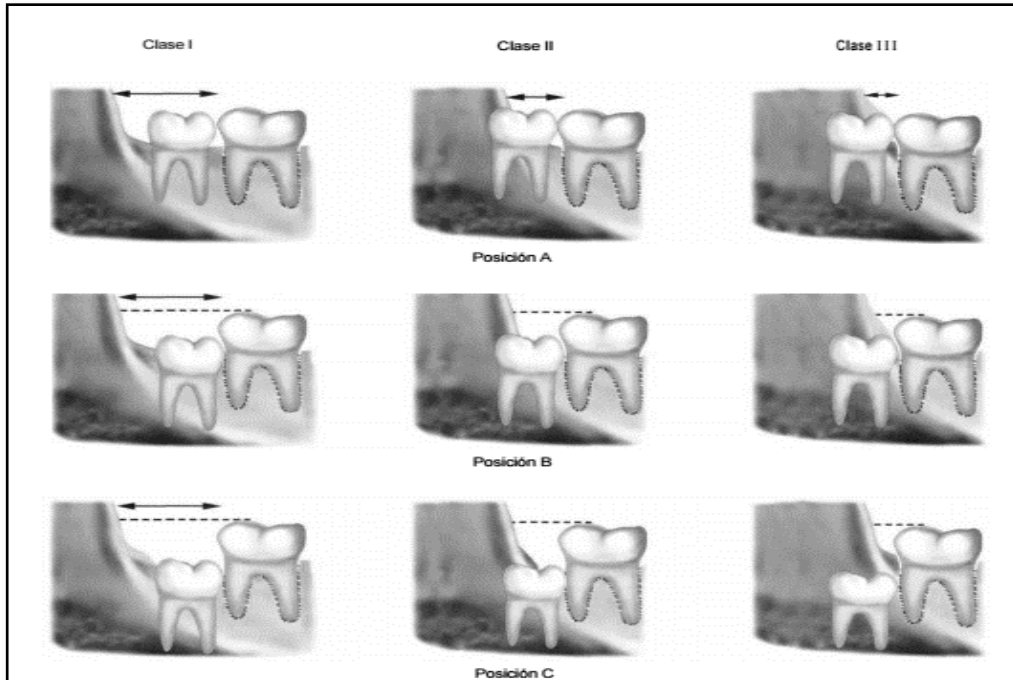 Clase I
Clase II
Clase III
Posición A
Posición B
Posición C